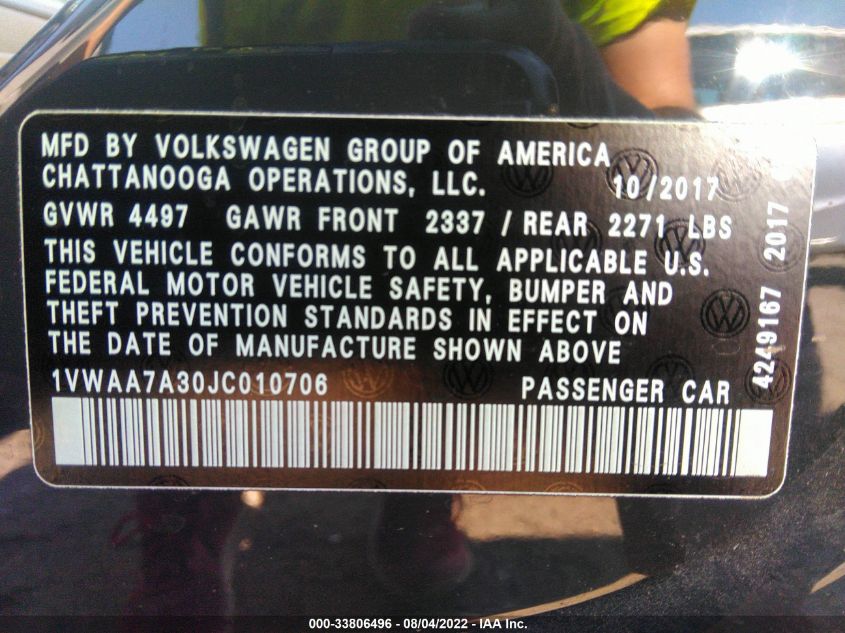 MFD BY VOLKSWAGEN GROUP OF AMERICA
CHATTANOOGA OPERATIONS, LLC. 10/2017
GVWR 4497 GAWR FRONT 2337 / REAR 2271 LBS
THIS VEHICLE CONFORMS TO ALL APPLICABLE U.S.
FEDERAL MOTOR VEHICLE SAFETY, BUMPER AND
THEFT PREVENTION STANDARDS IN EFFECT ON
THE DATE OF MANUFACTURE SHOWN ABOVE
1VWAA7A30JC010706 PASSENGER CAR
4249167 2017
000-33806496 - 08/04/2022 - IAA Inc.